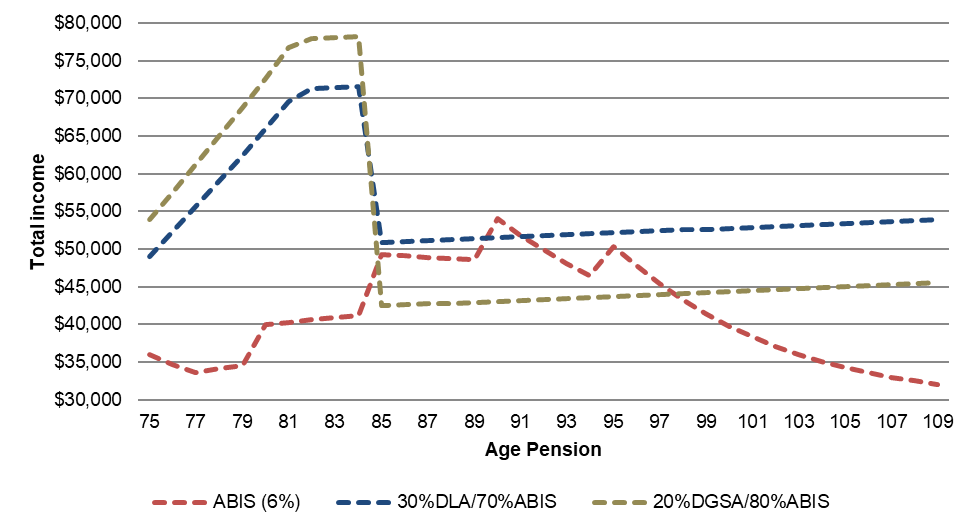 $80,000
$75,000
$70,000
$65,000
$60,000
$55,000
$50,000
$45,000
$40,000
$35,000
$30,000
Total income
75 77 79 81 83 85 87 89 91 93 95 97 99 101 103 105 107 109
Age Pension
ABIS (6%) 30%DLA/70%ABIS 20%DGSA/80%ABIS